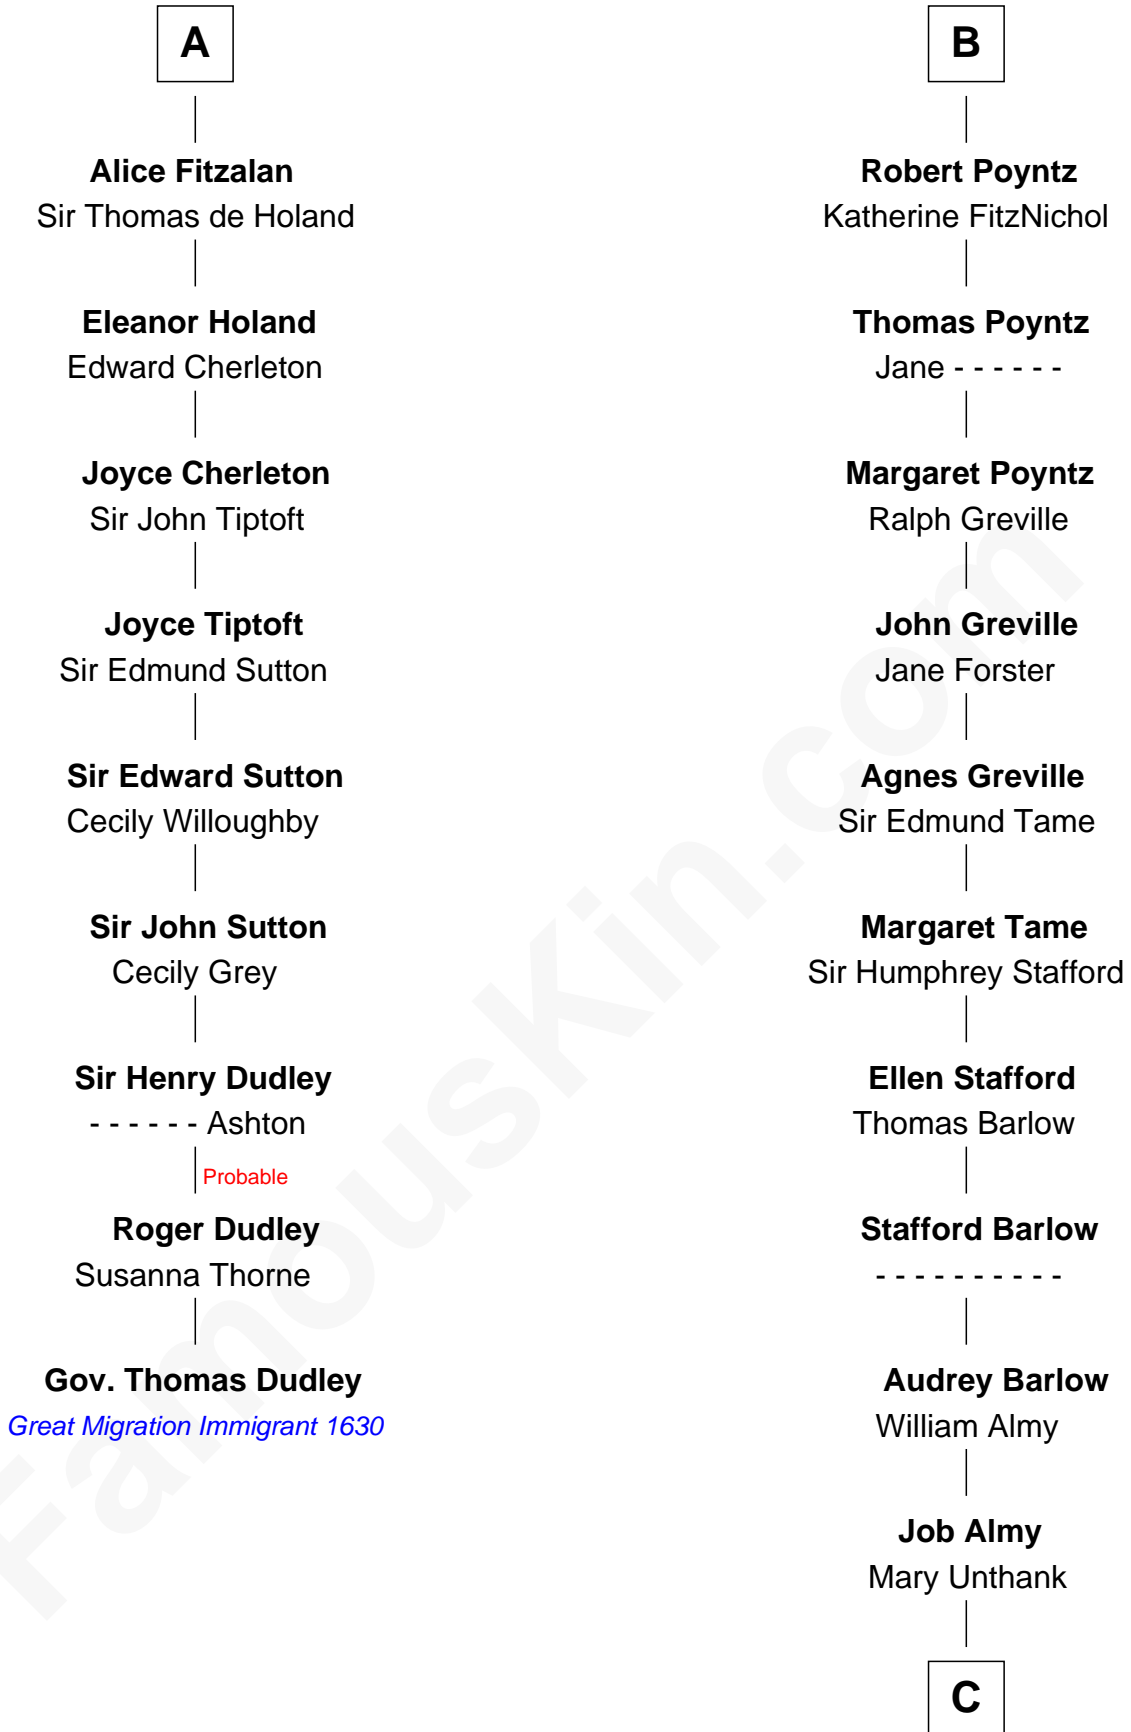 A
Alice Fitzalan
Sir Thomas de Holand
Eleanor Holand
Edward Cherleton
Joyce Cherleton
Sir John Tiptoft
Joyce Tiptoft
Sir Edmund Sutton
Sir Edward Sutton
Cecily Willoughby
Sir John Sutton
Cecily Grey
Sir Henry Dudley
- - - - - - Ashton
Probable
Roger Dudley
Susanna Thorne
Gov. Thomas Dudley
Great Migration Immigrant 1630
B
Robert Poyntz
Katherine FitzNichol
Thomas Poyntz
Jane - - - - - -
Margaret Poyntz
Ralph Greville
John Greville
Jane Forster
Agnes Greville
Sir Edmund Tame
Margaret Tame
Sir Humphrey Stafford
Ellen Stafford
Thomas Barlow
Stafford Barlow
- - - - - - - - - -
Audrey Barlow
William Almy
Job Almy
Mary Unthank
C
FamousKin.com